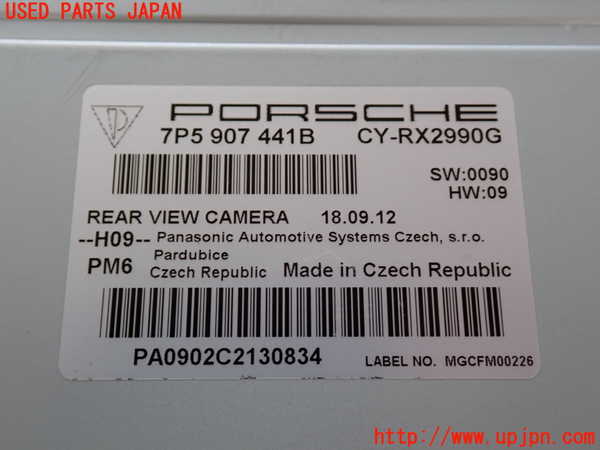 USED PARTS JAPAN
PORSCHE
7P5 907 441B CY-RX2990G
SW:0090
HW:09
REAR VIEW CAMERA 18.09.12
--H09-- Panasonic Automotive Systems Czech, s.r.o.
Pardubice
PM6 Czech Republic Made in Czech Republic
PA0902C2130834 LABEL NO. MGCFM00226
http://www.upjpn.com/